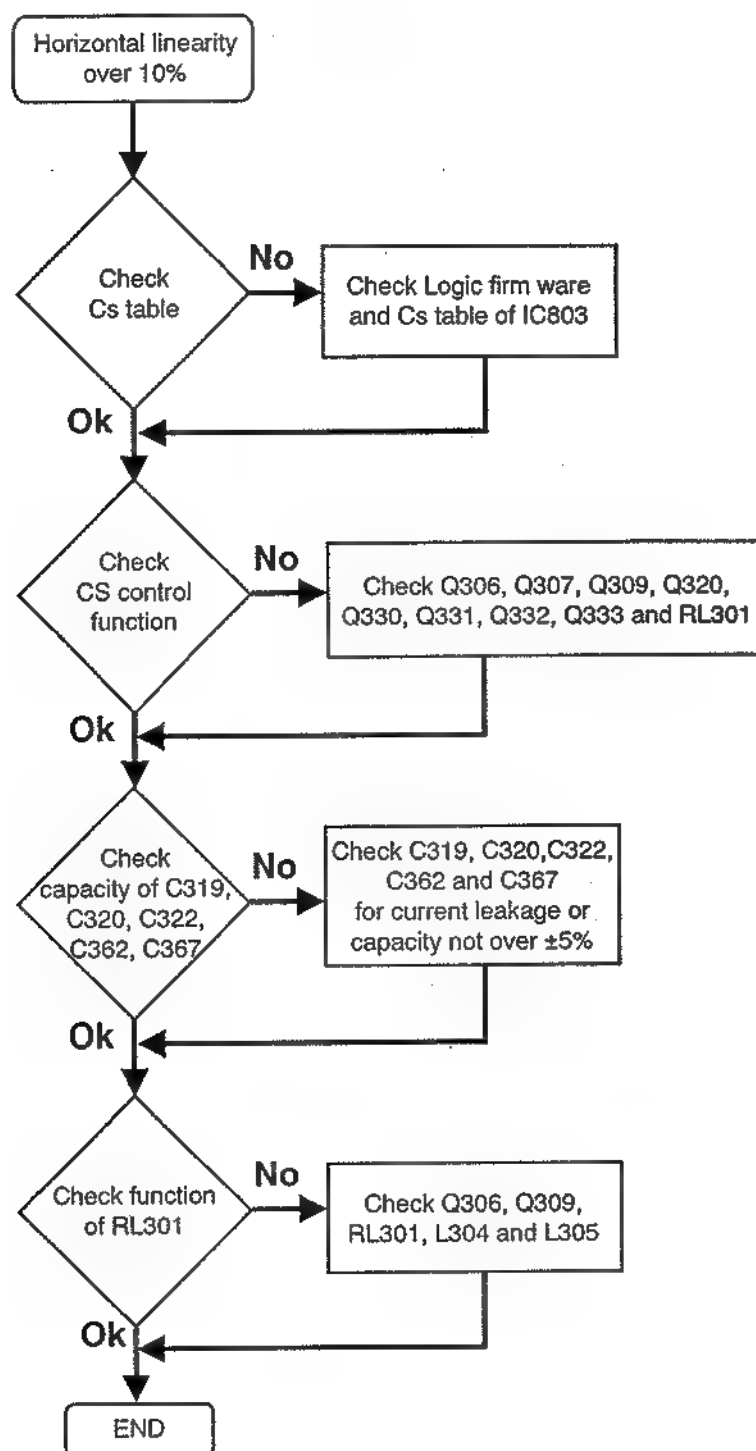 Horizontal linearity
over 10%
Check
Cs table
No
Check Logic firm ware
and Cs table of IC803
Ok
Check
CS control
function
No
Check Q306, Q307, Q309, Q320,
Q330, Q331, Q332, Q333 and RL301
Ok
Check
capacity of C319,
C320, C322,
C362, C367
No
Check C319, C320,C322,
C362 and C367
for current leakage or
capacity not over ±5%
Ok
Check function
of RL301
No
Check Q306, Q309,
RL301, L304 and L305
Ok
END